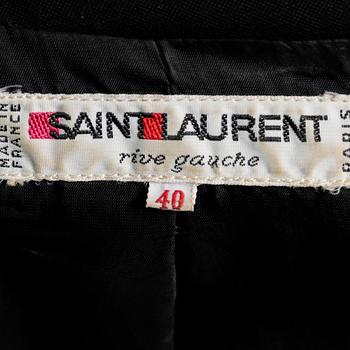 MADE IN
FRANCE
SAINT LAURENT
rive gauche
PARIS
40